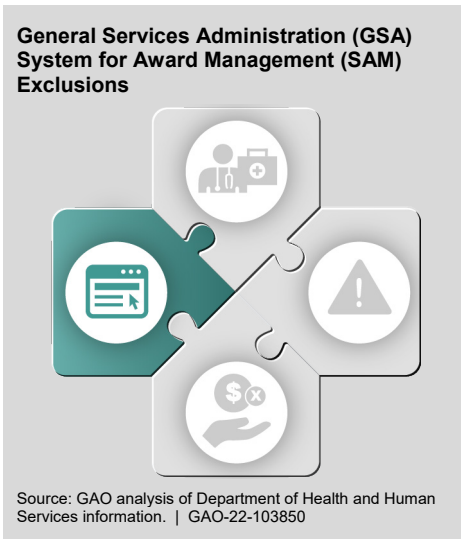 General Services Administration (GSA)
System for Award Management (SAM)
Exclusions
$
x
Source: GAO analysis of Department of Health and Human
Services information. | GAO-22-103850